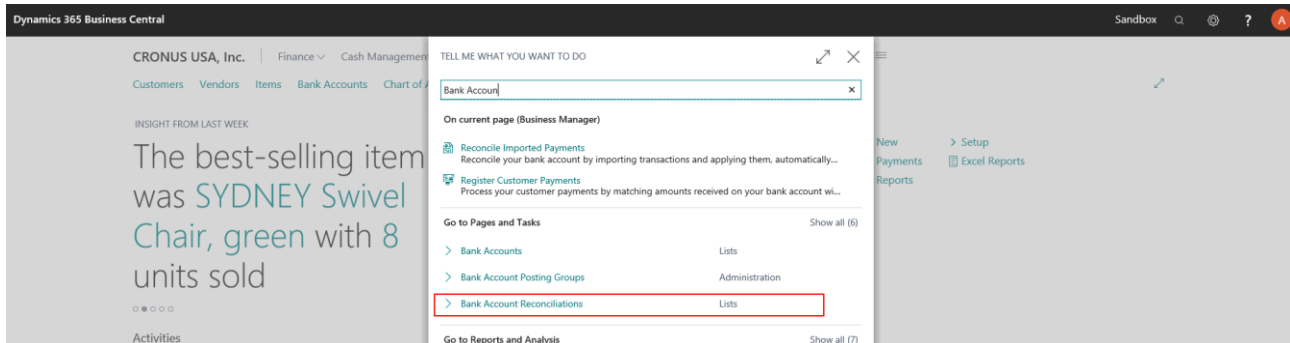 Dynamics 365 Business Central
Sandbox
?
A
CRONUS USA, Inc.
Finance
Cash Management
Customers
Vendors
Items
Bank Accounts
Chart of A
INSIGHT FROM LAST WEEK
The best-selling item
was SYDNEY Swivel
Chair, green with 8
units sold
Activities
TELL ME WHAT YOU WANT TO DO
Bank Accoun
On current page (Business Manager)
Reconcile Imported Payments
Reconcile your bank account by importing transactions and applying them, automatically...
Register Customer Payments
Process your customer payments by matching amounts received on your bank account wi...
Go to Pages and Tasks
Show all (6)
> Bank Accounts
Lists
> Bank Account Posting Groups
Administration
> Bank Account Reconciliations
Lists
Go to Reports and Analysis
Show all (7)
New
Payments
Reports
> Setup
Excel Reports